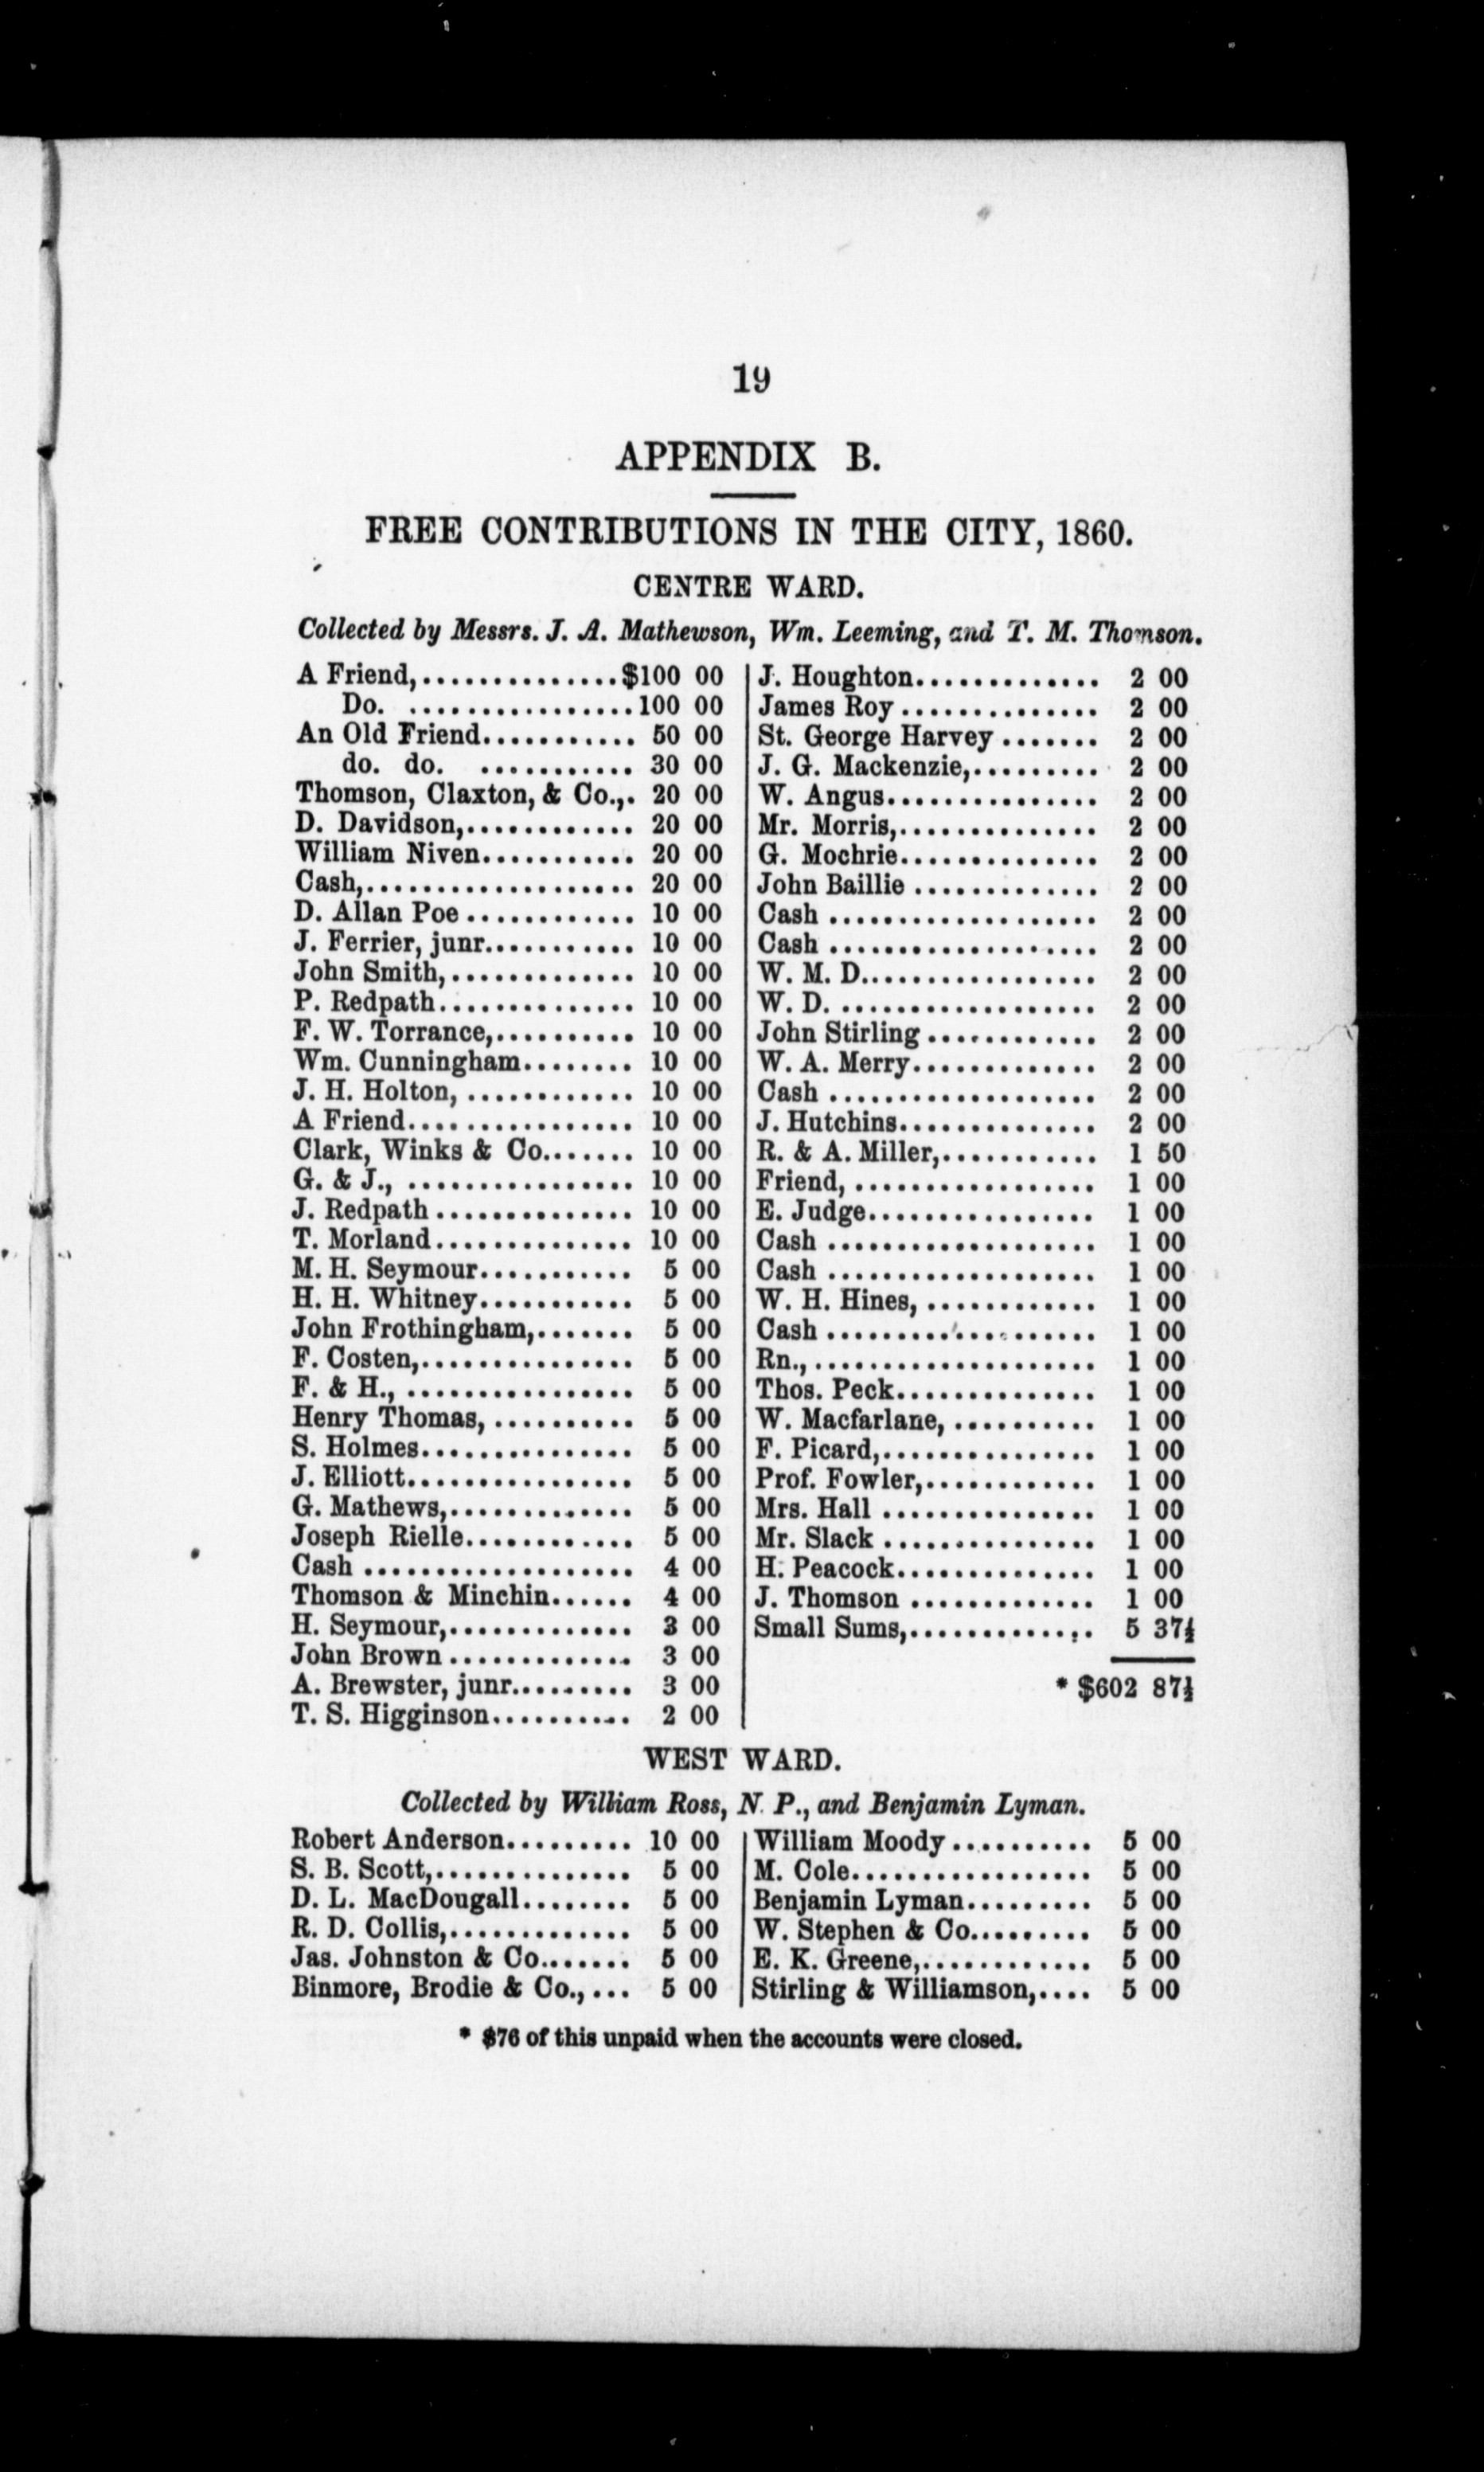 19
APPENDIX B.
FREE CONTRIBUTIONS IN THE CITY, 1860.
CENTRE WARD.
Collected by Messrs. J. A. Mathewson, Wm. Leeming, and T. M. Thomson.
A Friend,..............$100 00
Do. ................100 00
An Old Friend........... 50 00
do. do. ........... 30 00
Thomson, Claxton, & Co.,. 20 00
D. Davidson,............ 20 00
William Niven........... 20 00
Cash,................... 20 00
D. Allan Poe ............ 10 00
J. Ferrier, junr........... 10 00
John Smith,............. 10 00
P. Redpath.............. 10 00
F. W. Torrance,.......... 10 00
Wm. Cunningham........ 10 00
J. H. Holton, ............ 10 00
A Friend................ 10 00
Clark, Winks & Co....... 10 00
G. & J., ................ 10 00
J. Redpath .............. 10 00
T. Morland.............. 10 00
M. H. Seymour........... 5 00
H. H. Whitney........... 5 00
John Frothingham,....... 5 00
F. Costen,............... 5 00
F. & H., ................ 5 00
Henry Thomas, .......... 5 00
S. Holmes............... 5 00
J. Elliott................ 5 00
G. Mathews,............. 5 00
Joseph Rielle............ 5 00
Cash ................... 4 00
Thomson & Minchin...... 4 00
H. Seymour,............. 3 00
John Brown ............. 3 00
A. Brewster, junr......... 3 00
T. S. Higginson.......... 2 00
J. Houghton............. 2 00
James Roy .............. 2 00
St. George Harvey ....... 2 00
J. G. Mackenzie,......... 2 00
W. Angus............... 2 00
Mr. Morris,.............. 2 00
G. Mochrie.............. 2 00
John Baillie ............. 2 00
Cash ................... 2 00
Cash ................... 2 00
W. M. D................. 2 00
W. D. .................. 2 00
John Stirling ............ 2 00
W. A. Merry............. 2 00
Cash ................... 2 00
J. Hutchins.............. 2 00
R. & A. Miller,........... 1 50
Friend, ................. 1 00
E. Judge................ 1 00
Cash ................... 1 00
Cash ................... 1 00
W. H. Hines, ............ 1 00
Cash ................... 1 00
Rn., .................... 1 00
Thos. Peck.............. 1 00
W. Macfarlane, .......... 1 00
F. Picard,............... 1 00
Prof. Fowler,............ 1 00
Mrs. Hall ............... 1 00
Mr. Slack ............... 1 00
H. Peacock.............. 1 00
J. Thomson ............. 1 00
Small Sums,............. 5 37½
* $602 87½
WEST WARD.
Collected by William Ross, N. P., and Benjamin Lyman.
Robert Anderson......... 10 00
S. B. Scott,.............. 5 00
D. L. MacDougall........ 5 00
R. D. Collis,............. 5 00
Jas. Johnston & Co....... 5 00
Binmore, Brodie & Co., ... 5 00
William Moody .......... 5 00
M. Cole................. 5 00
Benjamin Lyman......... 5 00
W. Stephen & Co......... 5 00
E. K. Greene,............ 5 00
Stirling & Williamson,.... 5 00
* $76 of this unpaid when the accounts were closed.